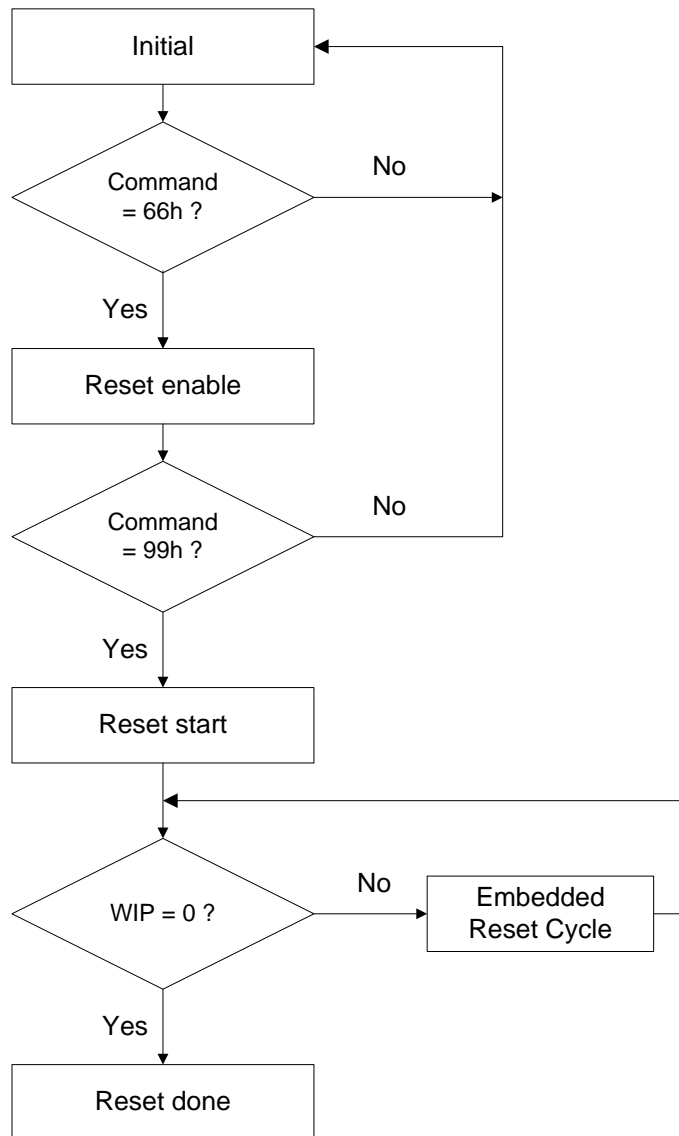 Initial
Command
= 66h ?
No
Yes
Reset enable
Command
= 99h ?
No
Yes
Reset start
WIP = 0 ?
No
Embedded
Reset Cycle
Yes
Reset done